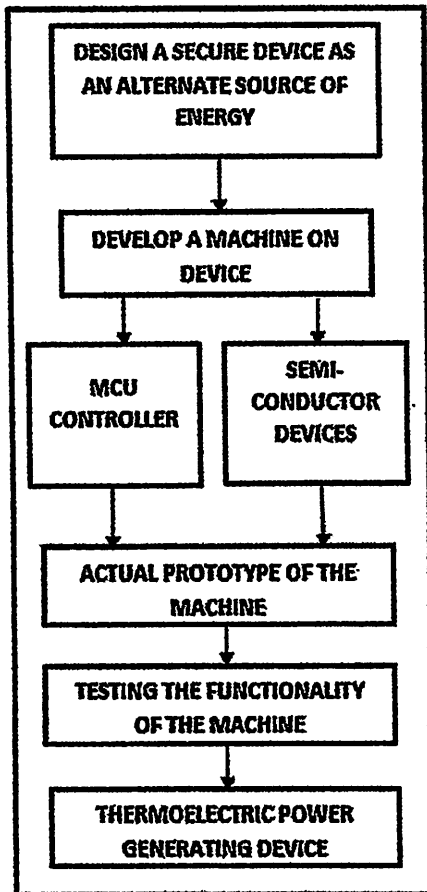 DESIGN A SECURE DEVICE AS
AN ALTERNATE SOURCE OF
ENERGY
DEVELOP A MACHINE ON
DEVICE
MCU
CONTROLLER
SEMI-
CONDUCTOR
DEVICES
ACTUAL PROTOTYPE OF THE
MACHINE
TESTING THE FUNCTIONALITY
OF THE MACHINE
THERMOELECTRIC POWER
GENERATING DEVICE